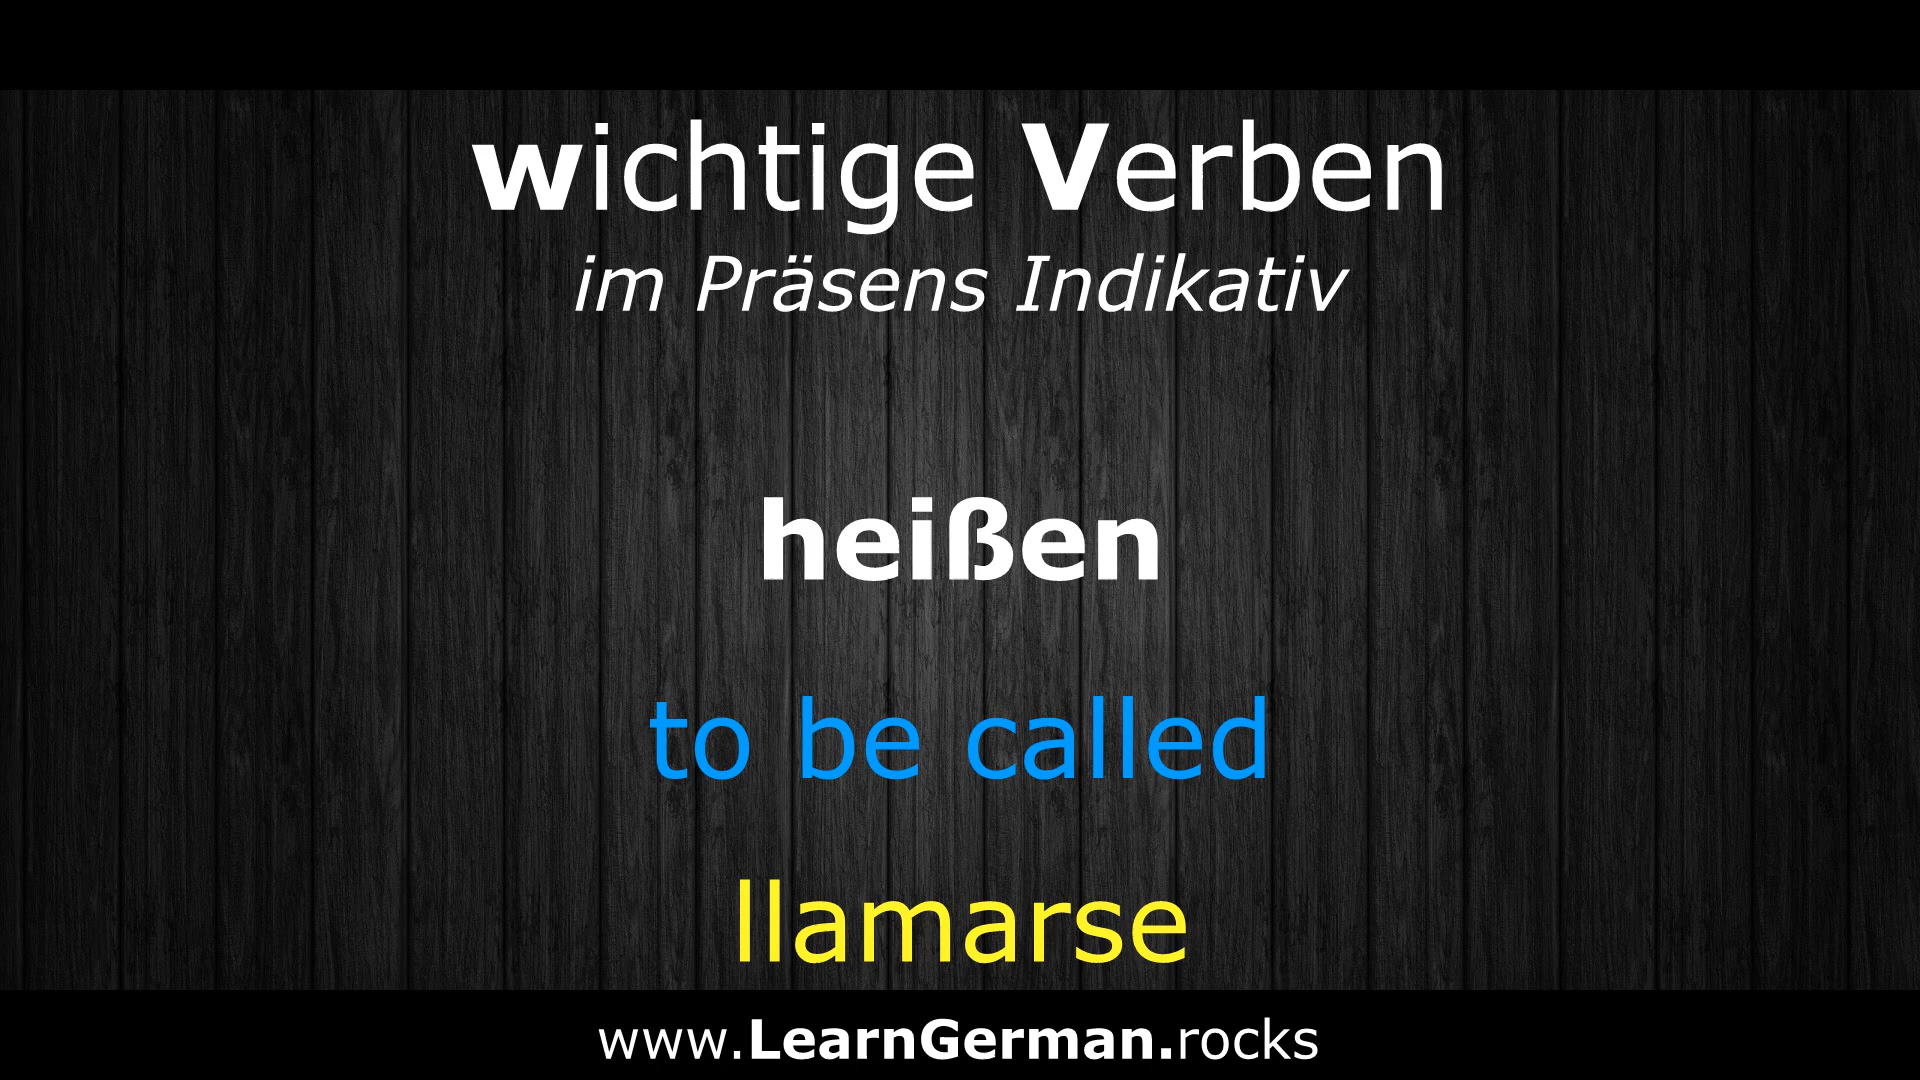 wichtige Verben
im Präsens Indikativ
heißen
to be called
llamarse
www.LearnGerman.rocks